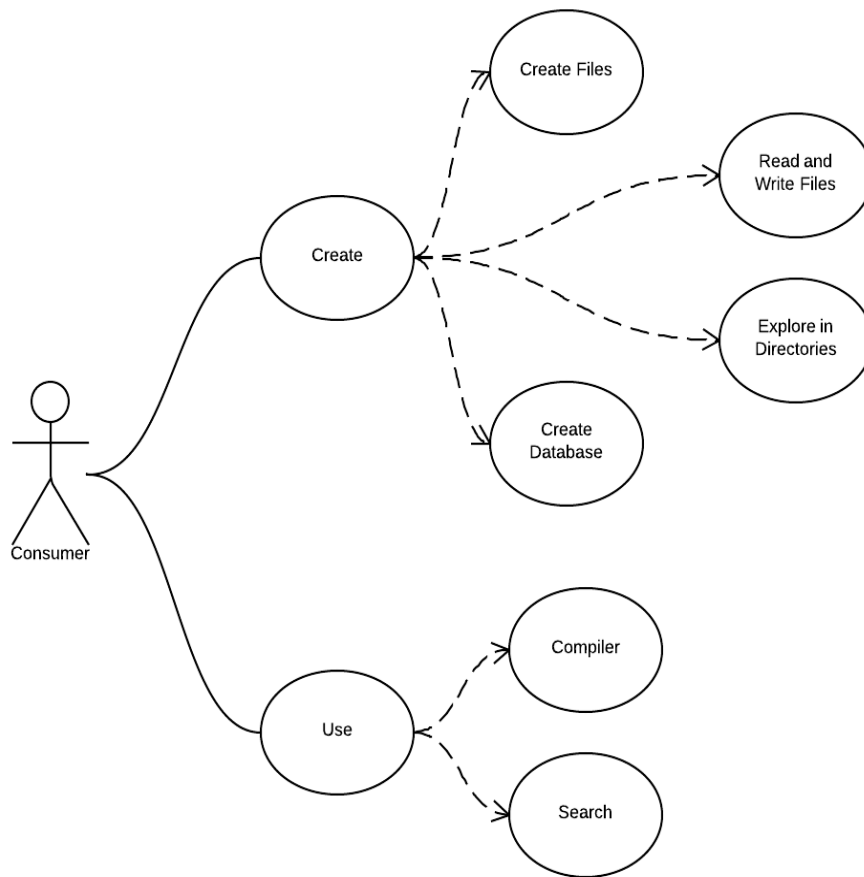 Create Files
Read and
Write Files
Create
Explore in
Directories
Create
Database
Consumer
Compiler
Use
Search